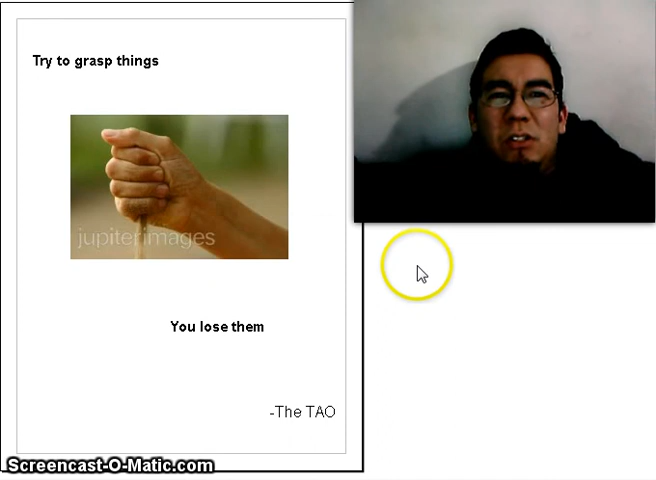 Try to grasp things
jupiterimages
You lose them
-The TAO
Screencast-O-Matic.com